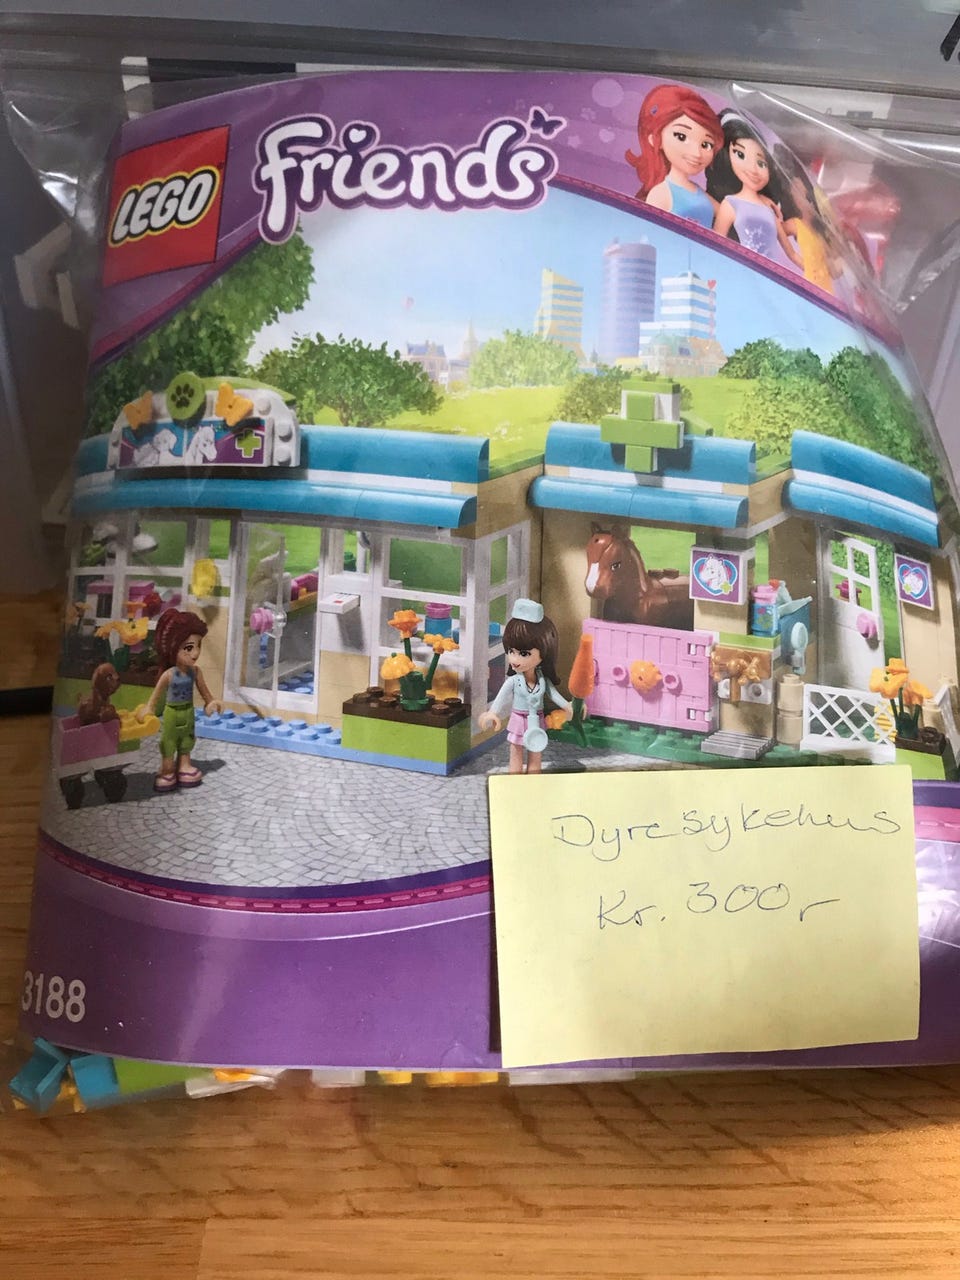 LEGO
friends
Dyresykehus
Kr. 300,-
3188